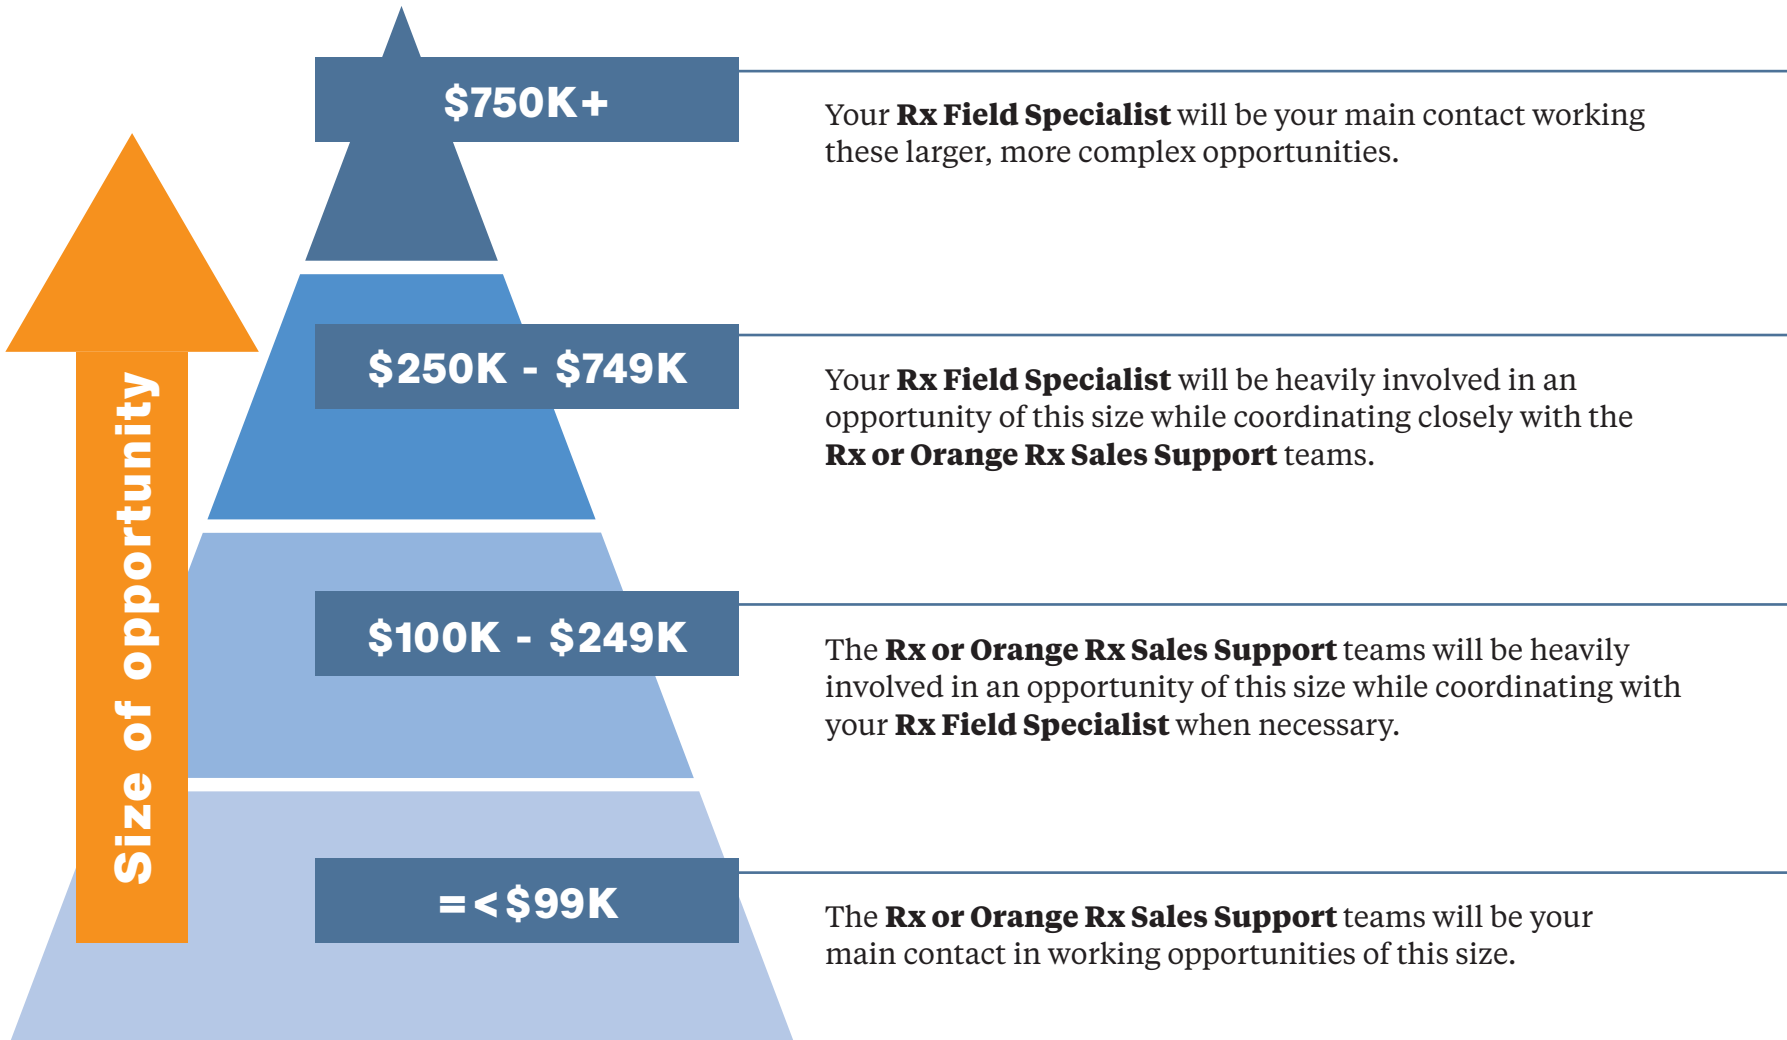 $750K+
Your Rx Field Specialist will be your main contact working
these larger, more complex opportunities.
$250K - $749K
Your Rx Field Specialist will be heavily involved in an
opportunity of this size while coordinating closely with the
Rx or Orange Rx Sales Support teams.
Size of opportunity
$100K - $249K
The Rx or Orange Rx Sales Support teams will be heavily
involved in an opportunity of this size while coordinating with
your Rx Field Specialist when necessary.
=<$99K
The Rx or Orange Rx Sales Support teams will be your
main contact in working opportunities of this size.